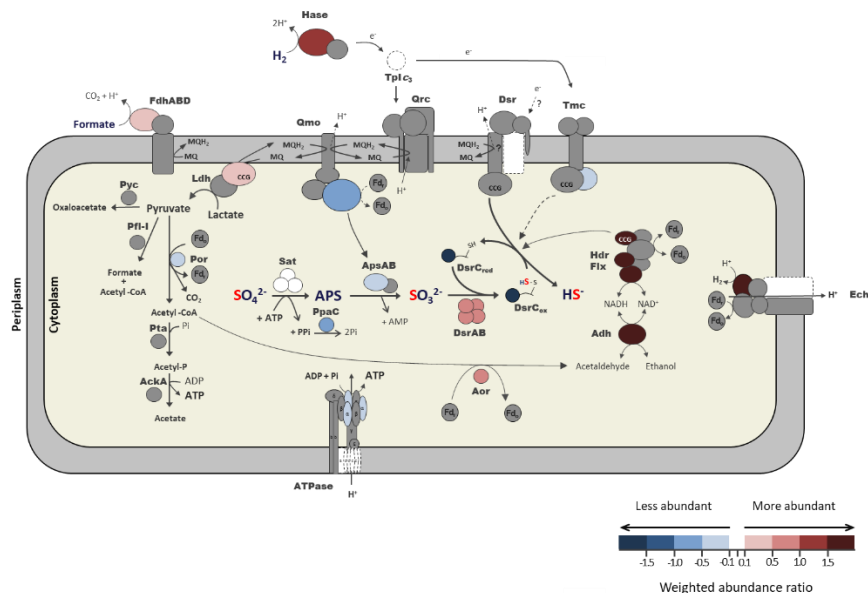 Hase
2H⁺
H₂
e⁻
e⁻
TpIc₃
CO₂ + H⁺
FdhABD
Formate
Qmo
H⁺
Qrc
Dsr
H⁺
e⁻
?
Tmc
MQH₂
MQ
MQH₂
MQ
MQH₂
MQ
MQH₂
MQ
?
H⁺
Ldh
CCG
CCG
CCG
Pyc
Oxaloacetate
Pyruvate
Lactate
Fdᵣ
Fdₒ
Pfl-I
Fdₒ
Por
Fdᵣ
Formate
+
Acetyl -CoA
CO₂
Acetyl -CoA
Pta
Pi
Acetyl-P
AckA
ADP
ATP
Acetate
Sat
SO₄²⁻
+ ATP
+ PPi
APS
PpaC
2Pi
ApsAB
+ AMP
SO₃²⁻
SH
DsrC red
DsrAB
HS-S
DsrC ox
HS⁻
CCG
Hdr
Flx
Fdᵣ
Fdₒ
NADH
NAD⁺
Adh
Acetaldehyde
Ethanol
H⁺
H₂
Fdᵣ
Fdₒ
H⁺
Ech
Aor
Fdᵣ
Fdₒ
ADP + Pi
ATP
ATPase
H⁺
Periplasm
Cytoplasm
Less abundant
More abundant
-1.5
-1.0
-0.5
-0.1
0.1
0.5
1.0
1.5
Weighted abundance ratio